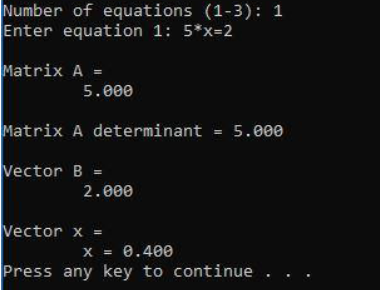 Number of equations (1-3): 1
Enter equation 1: 5*x=2
Matrix A =
5.000
Matrix A determinant = 5.000
Vector B =
2.000
Vector x =
x = 0.400
Press any key to continue . . .